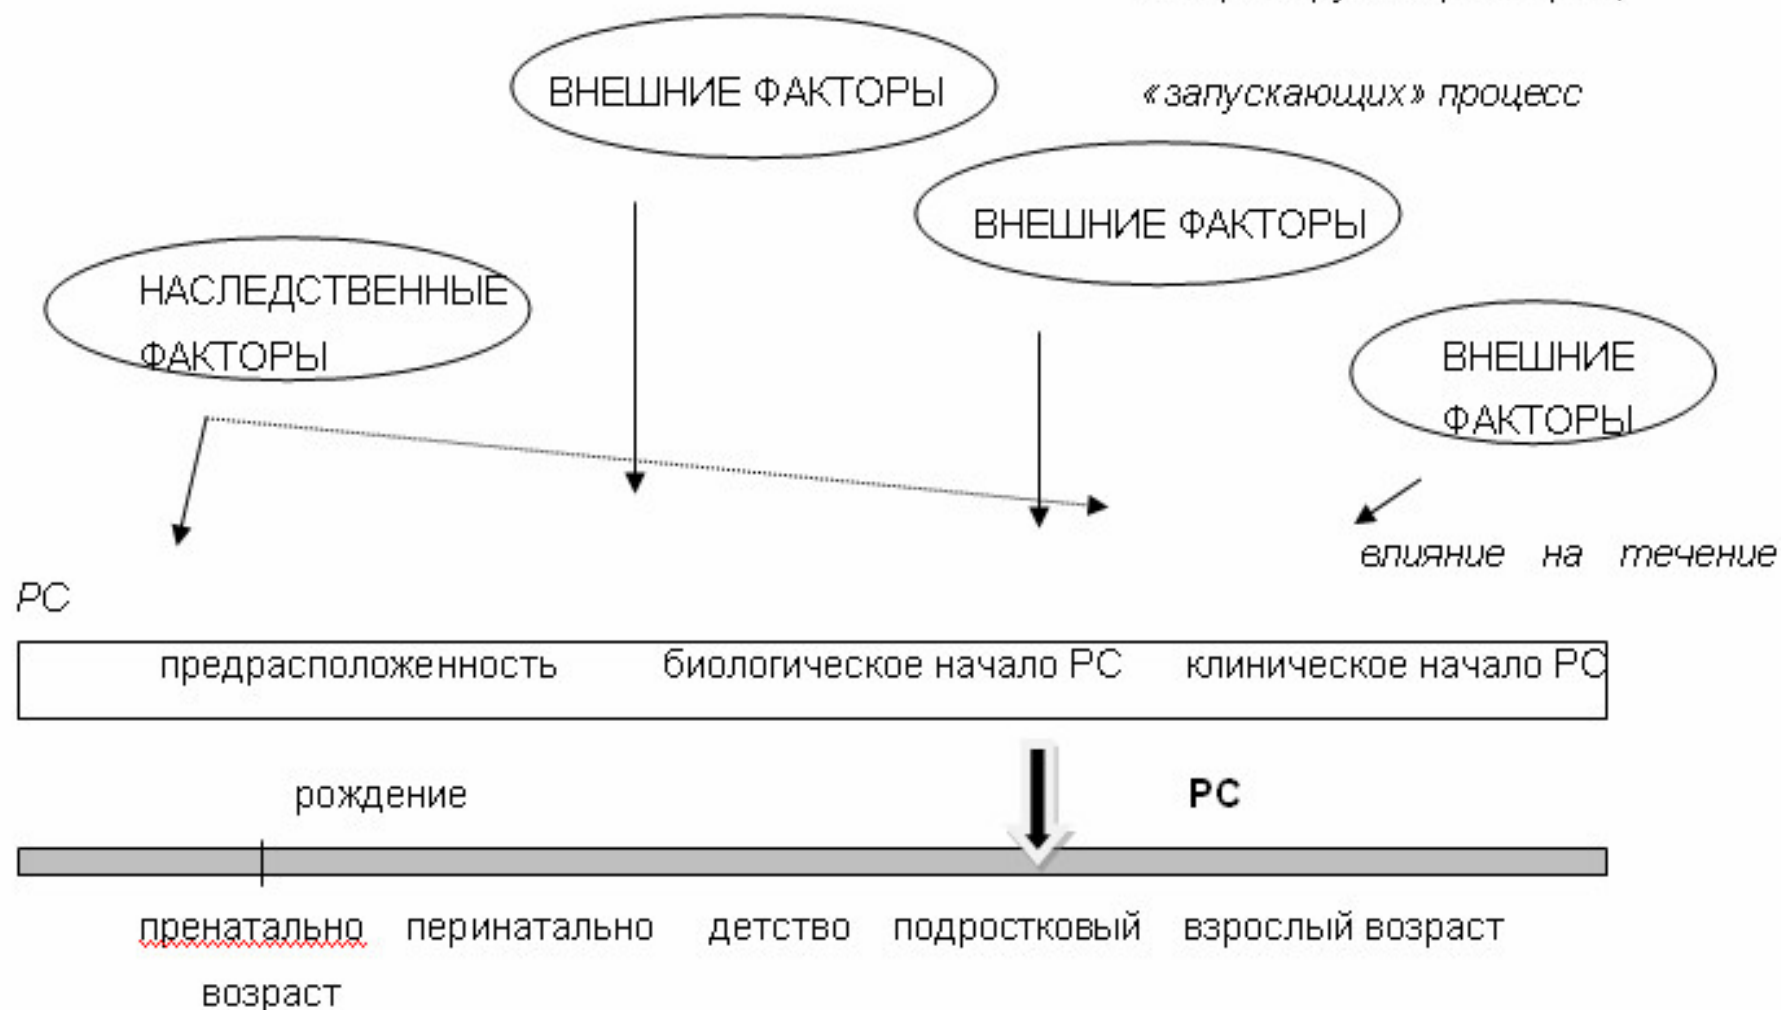 ВНЕШНИЕ ФАКТОРЫ
«запускающих» процесс
ВНЕШНИЕ ФАКТОРЫ
НАСЛЕДСТВЕННЫЕ
ФАКТОРЫ
ВНЕШНИЕ
ФАКТОРЫ
влияние на течение
РС
предрасположенность биологическое начало РС клиническое начало РС
рождение РС
пренатально перинатально детство подростковый взрослый возраст
возраст